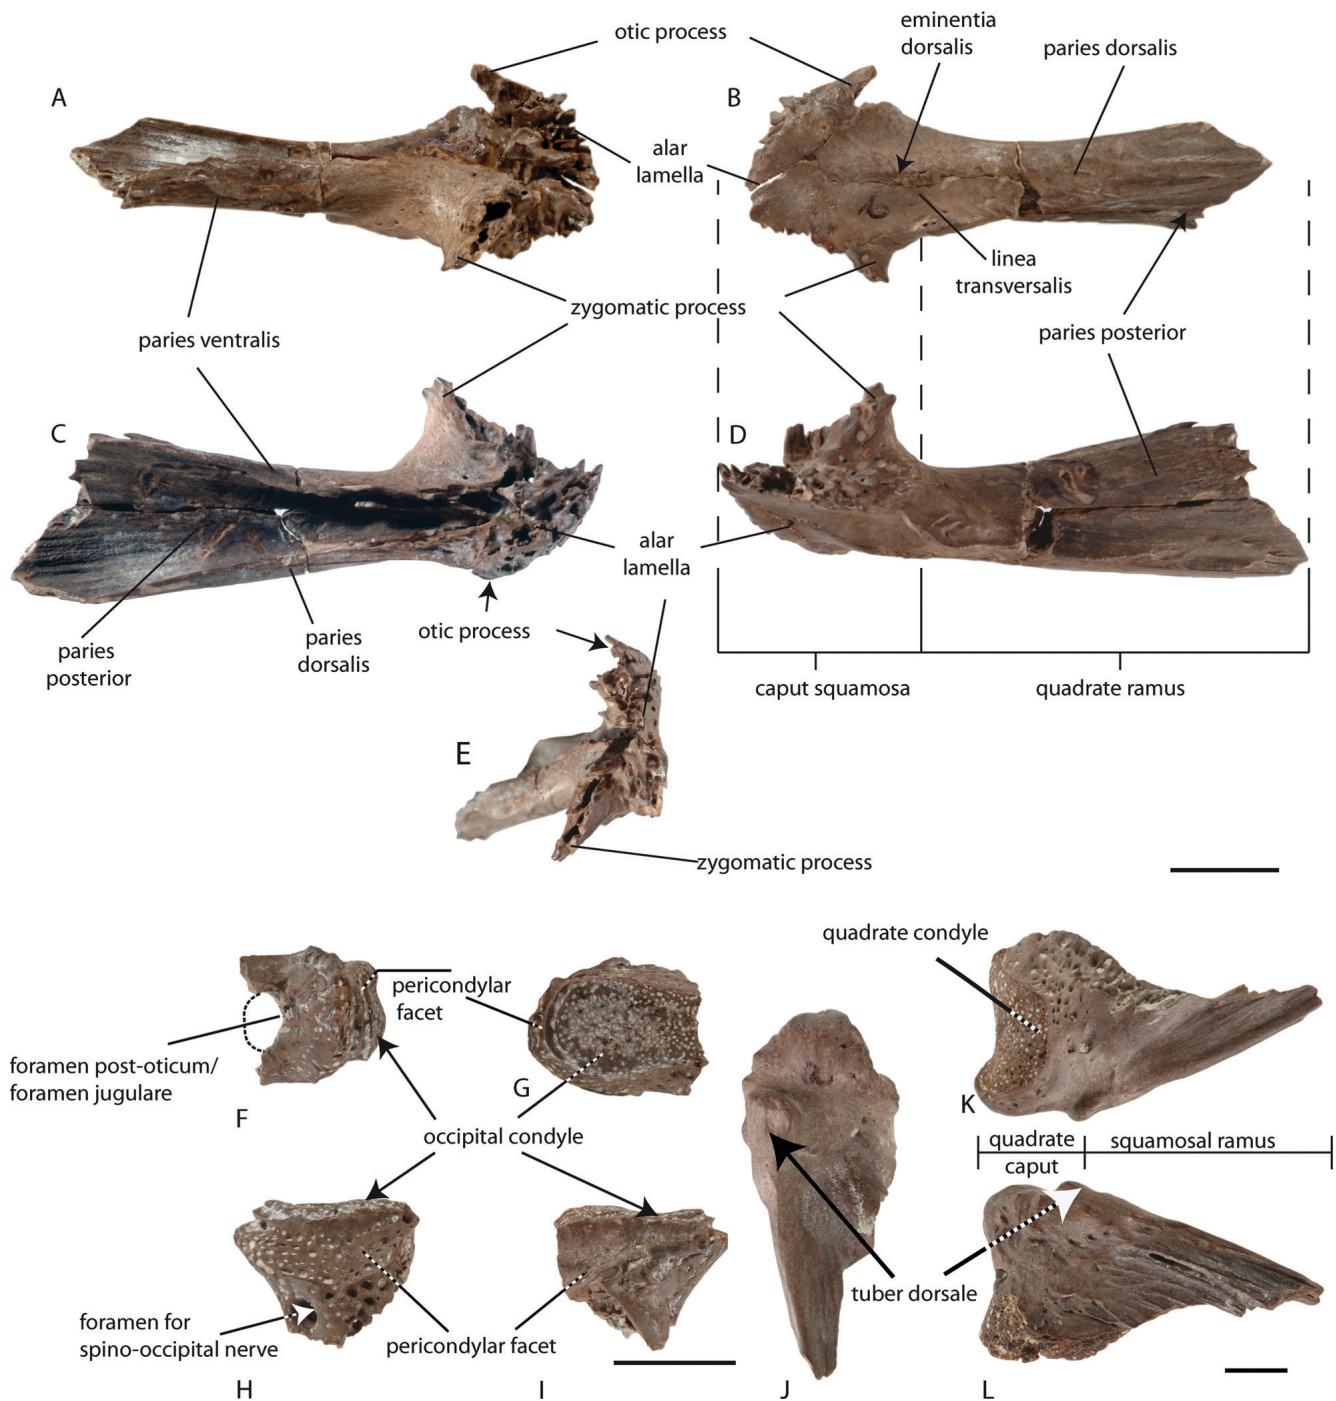 otic process
eminentia
dorsalis
paries dorsalis
A
B
alar
lamella
linea
transversalis
zygomatic process
paries ventralis
paries posterior
C
D
alar
lamella
otic process
paries
dorsalis
paries
posterior
caput squamosa
quadrate ramus
E
zygomatic process
quadrate condyle
pericondylar
facet
foramen post-oticum/
foramen jugulare
F
G
K
occipital condyle
quadrate
caput
squamosal ramus
tuber dorsale
foramen for
spino-occipital nerve
pericondylar facet
H
I
J
L